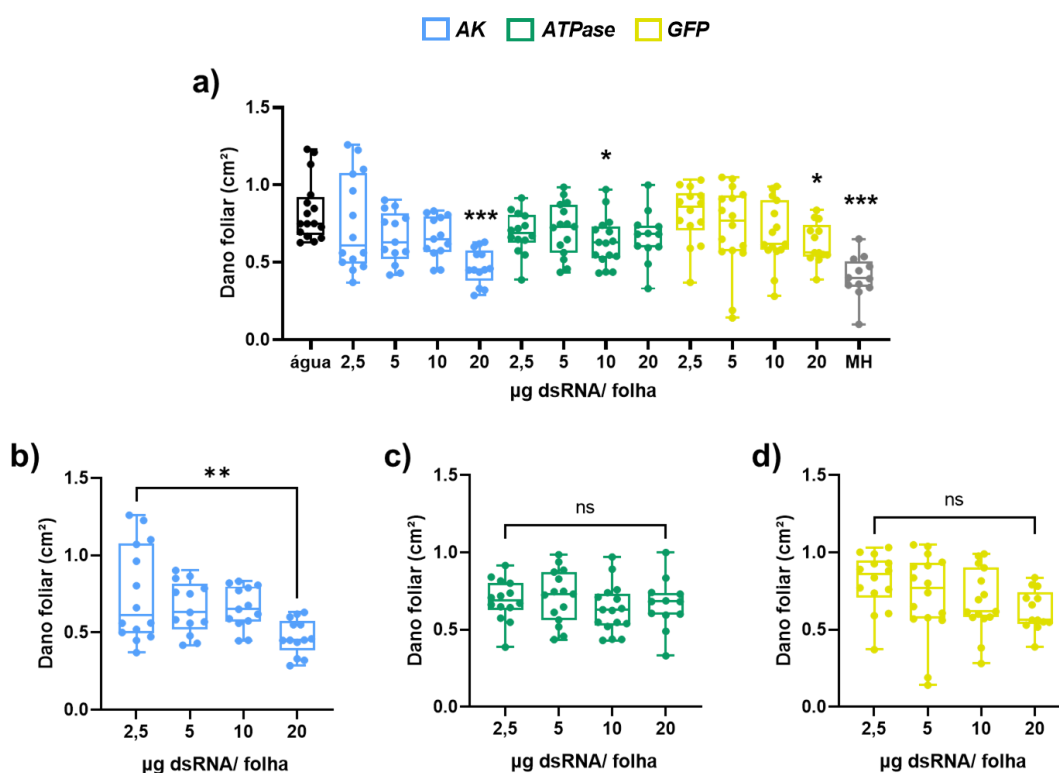 AK ATPase GFP
a)
Dano foliar (cm²)
1.5
1.0
0.5
0.0
*** * * ***
água 2,5 5 10 20 2,5 5 10 20 2,5 5 10 20 MH
µg dsRNA/ folha
b)
Dano foliar (cm²)
1.5
1.0
0.5
0.0
**
2,5 5 10 20
µg dsRNA/ folha
c)
Dano foliar (cm²)
1.5
1.0
0.5
0.0
ns
2,5 5 10 20
µg dsRNA/ folha
d)
Dano foliar (cm²)
1.5
1.0
0.5
0.0
ns
2,5 5 10 20
µg dsRNA/ folha